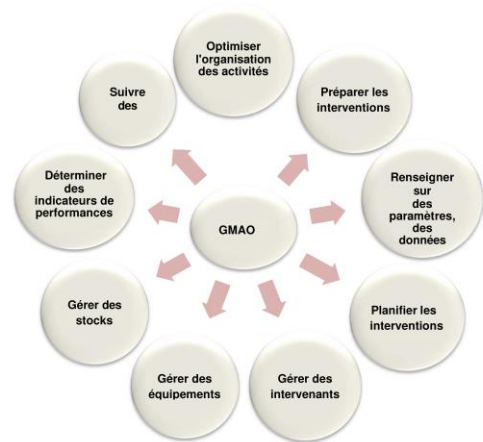 Optimiser
l'organisation
des activités
Préparer les
interventions
Renseigner
sur
des
paramètres,
des
données
Planifier les
interventions
Gérer des
intervenants
Gérer des
équipements
Gérer des
stocks
Déterminer
des
indicateurs de
performances
Suivre
des
GMAO